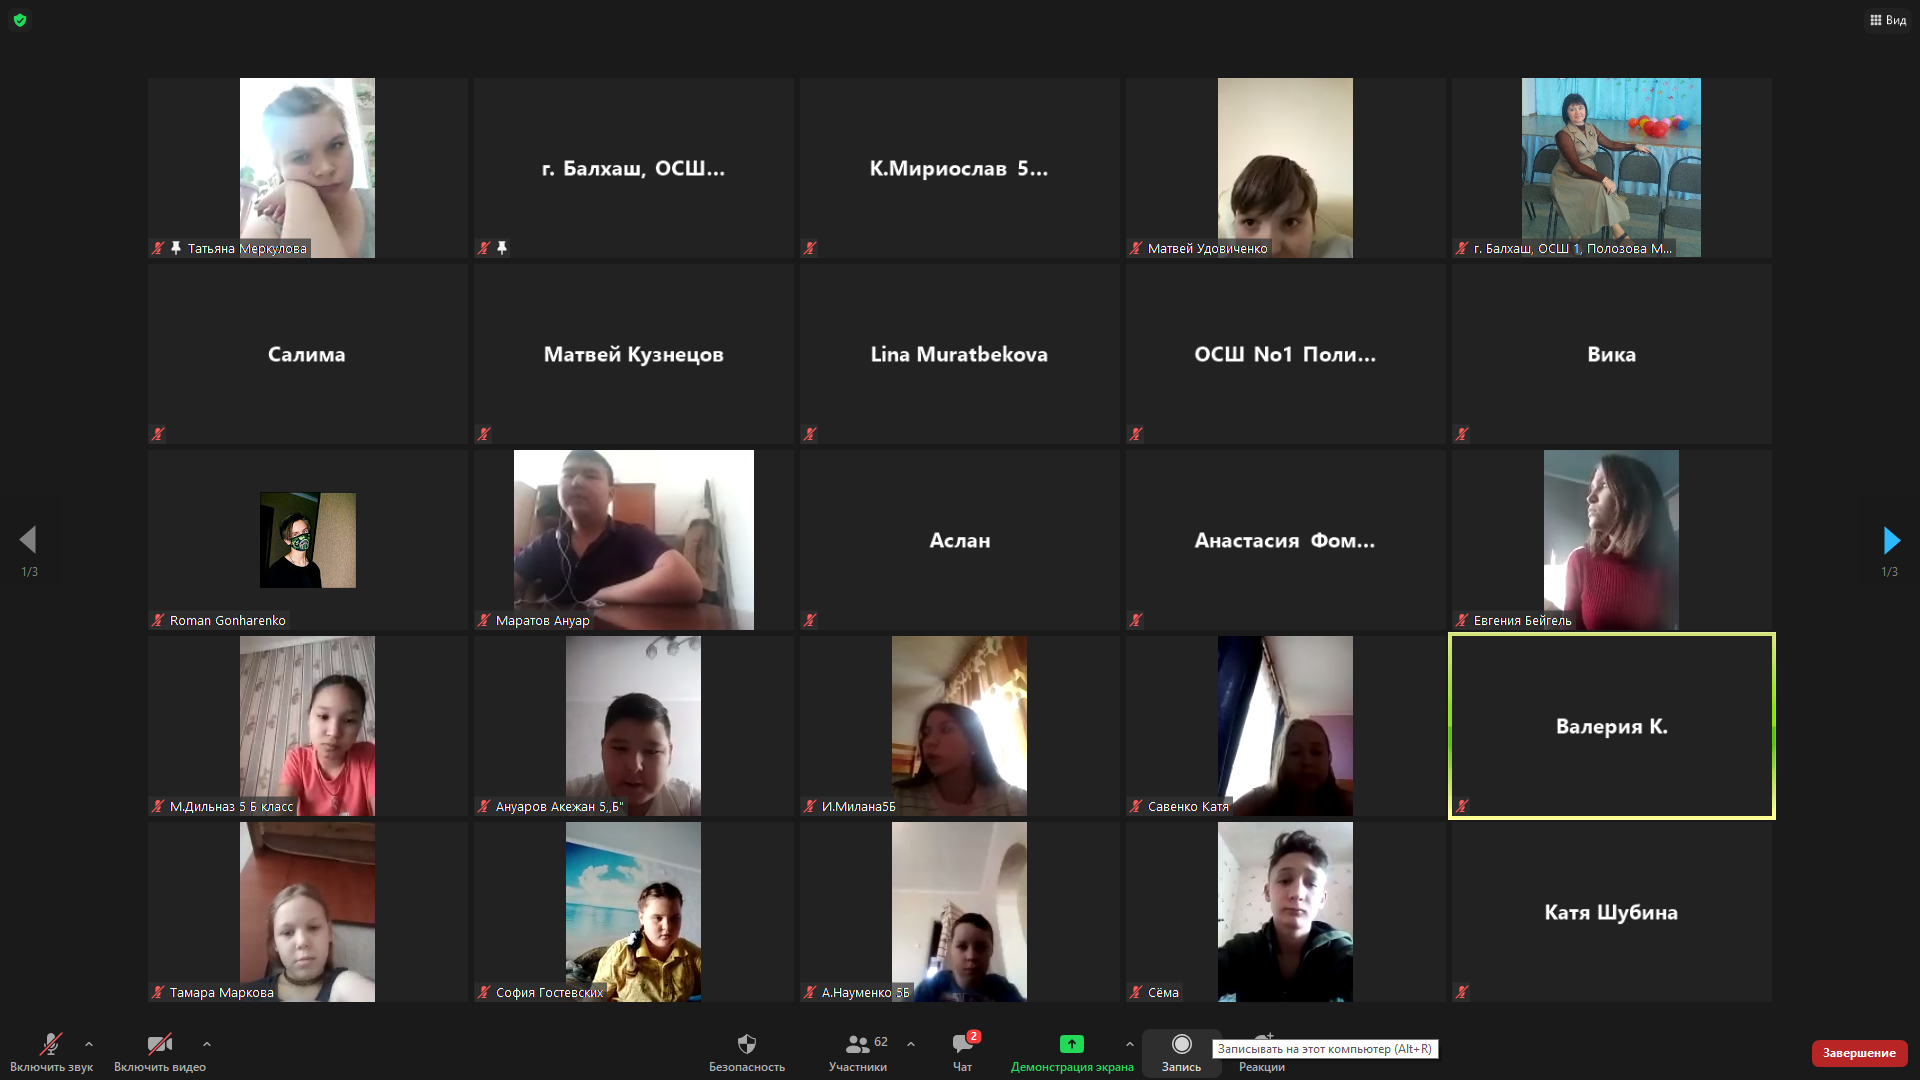 Вид
Татьяна Меркулова
г. Балхаш, ОСШ...
К.Мириослав 5...
Матвей Удовиченко
г. Балхаш, ОСШ 1, Полозова М...
Салима
Матвей Кузнецов
Lina Muratbekova
ОСШ No1 Поли...
Вика
Roman Gonharenko
Маратов Ануар
Аслан
Анастасия Фом...
Евгения Бейгель
1/3
1/3
М.Дильназ 5 Б класс
Ануаров Акежан 5,,Б"
И.Милана5Б
Савенко Катя
Валерия К.
Тамара Маркова
София Гостевских
А.Науменко 5Б
Сёма
Катя Шубина
Включить звук
Включить видео
Безопасность
62
Участники
2
Чат
Демонстрация экрана
Запись
Записывать на этот компьютер (Alt+R)
Реакции
Завершение